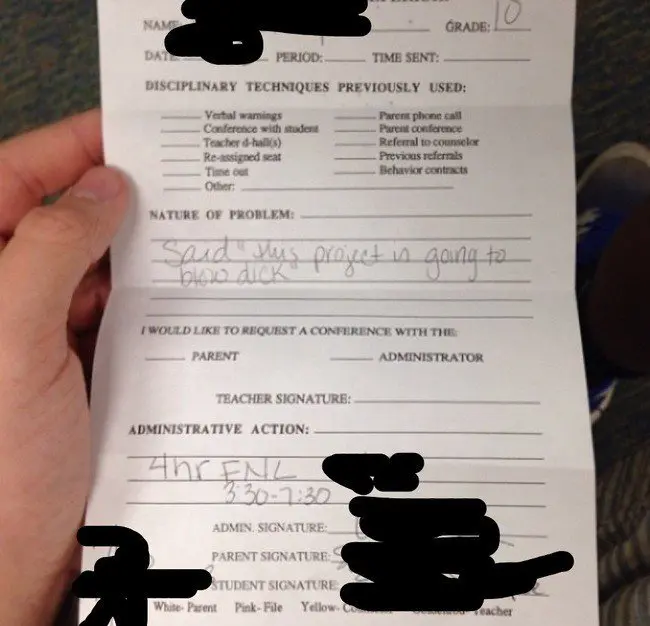 NAME GRADE: 10
DATE PERIOD: TIME SENT:
DISCIPLINARY TECHNIQUES PREVIOUSLY USED:
Verbal warnings Parent phone call
Conference with student Parent conference
Teacher d-hall(s) Referral to counselor
Re-assigned seat Previous referrals
Time out Behavior contracts
Other:
NATURE OF PROBLEM:
Said "this project is going to
blow dick"
I WOULD LIKE TO REQUEST A CONFERENCE WITH THE:
PARENT ADMINISTRATOR
TEACHER SIGNATURE:
ADMINISTRATIVE ACTION:
4hr FNL
3:30-7:30
ADMIN. SIGNATURE:
PARENT SIGNATURE:
STUDENT SIGNATURE:
White- Parent Pink- File Yellow- Teacher